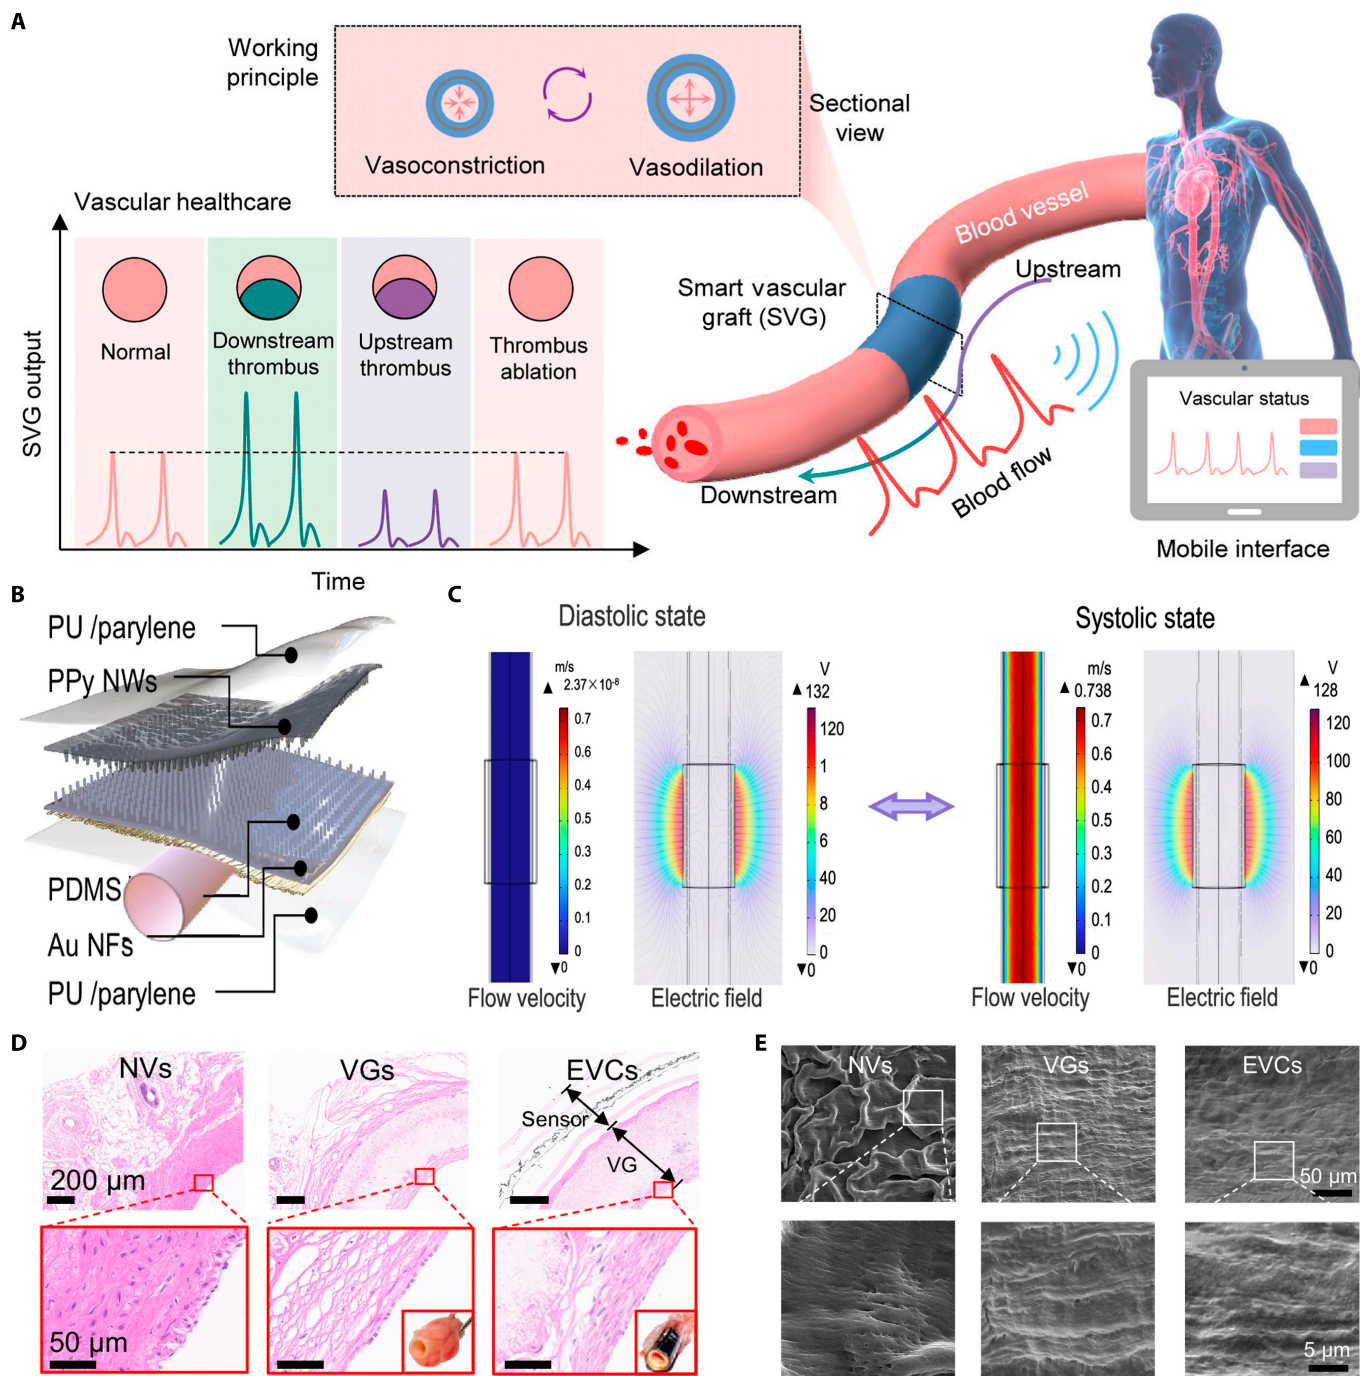 A
Working
principle
Vasoconstriction
Vasodilation
Sectional
view
Vascular healthcare
SVG output
Normal
Downstream
thrombus
Upstream
thrombus
Thrombus
ablation
Time
Blood vessel
Smart vascular
graft (SVG)
Upstream
Downstream
Blood flow
Vascular status
Mobile interface
B
PU /parylene
PPy NWs
PDMS
Au NFs
PU /parylene
C
Diastolic state
m/s
▲ 2.37×10⁻⁸
0.7
0.6
0.5
0.4
0.3
0.2
0.1
0
▼0
Flow velocity
V
▲ 132
120
1
8
6
40
20
0
▼0
Electric field
Systolic state
m/s
▲ 0.738
0.7
0.6
0.5
0.4
0.3
0.2
0.1
0
▼0
Flow velocity
V
▲ 128
120
100
80
60
40
20
0
▼0
Electric field
D
NVs
200 µm
50 µm
VGs
EVCs
Sensor
VG
E
NVs
VGs
EVCs
50 µm
5 µm